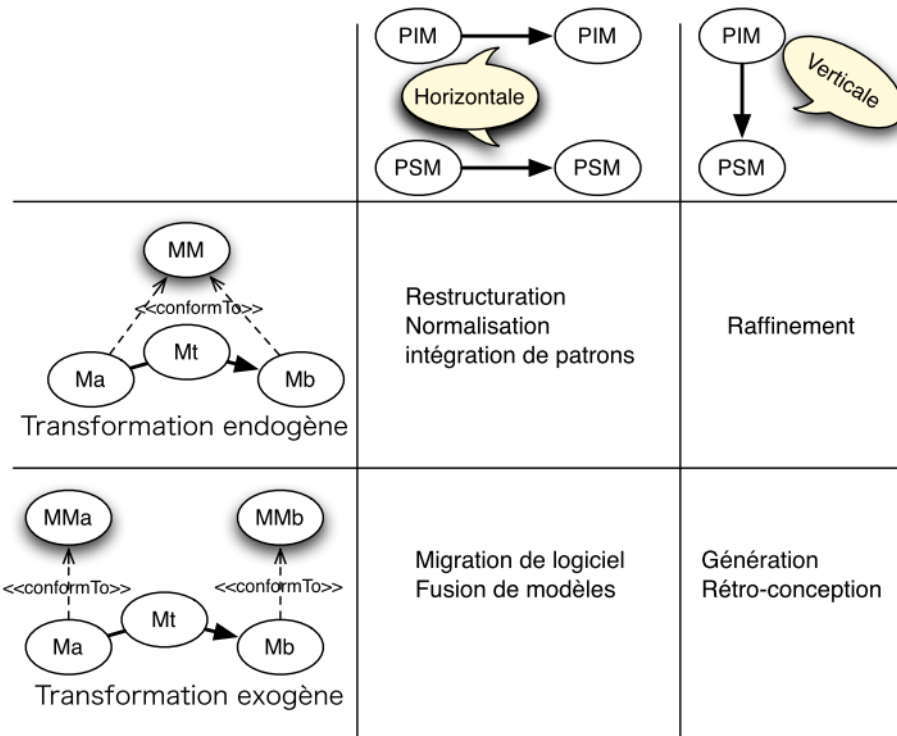 PIM
PIM
PIM
Horizontale
Verticale
PSM
PSM
PSM
MM
<<conformTo>>
Mt
Ma
Mb
Transformation endogène
Restructuration
Normalisation
intégration de patrons
Raffinement
MMa
MMb
<<conformTo>>
<<conformTo>>
Mt
Ma
Mb
Transformation exogène
Migration de logiciel
Fusion de modèles
Génération
Rétro-conception